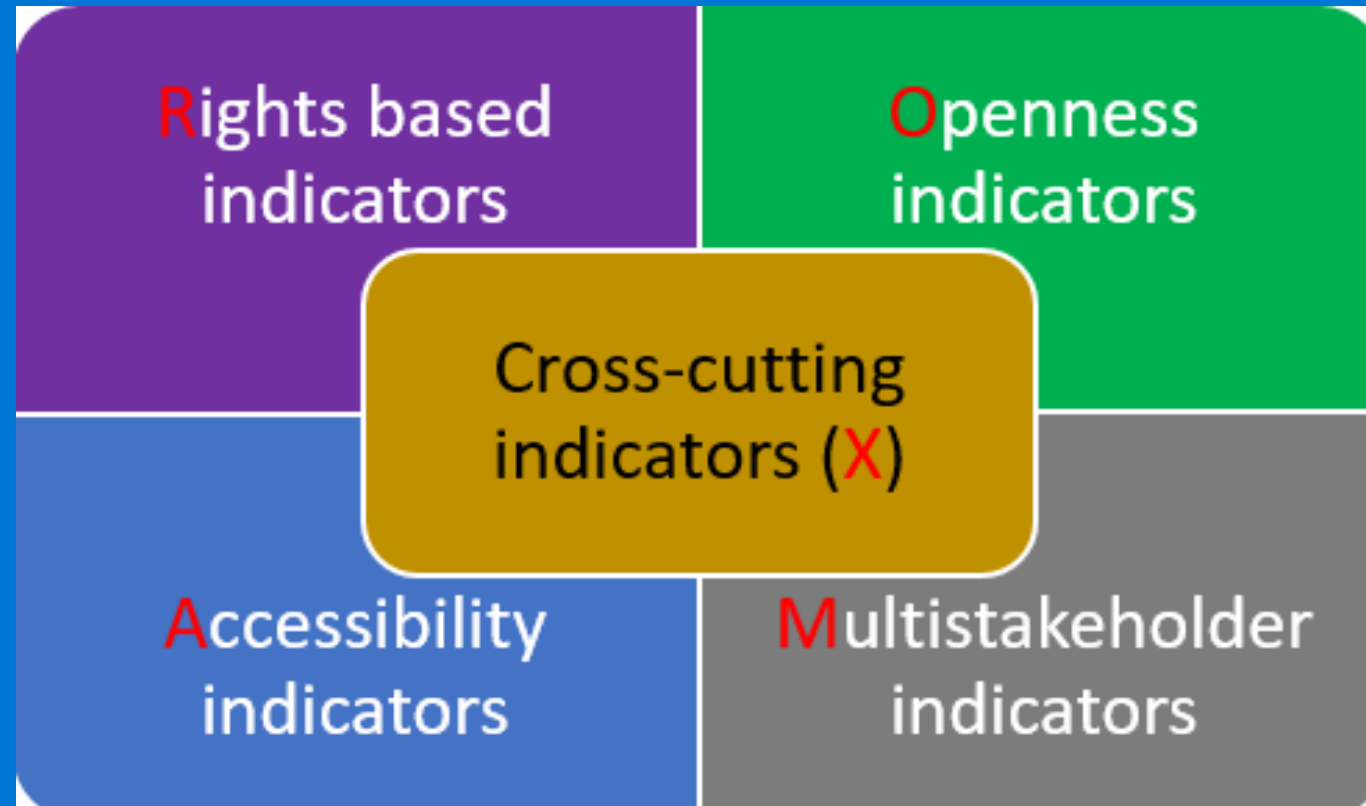 Rights based
indicators
Openness
indicators
Cross-cutting
indicators (X)
Accessibility
indicators
Multistakeholder
indicators